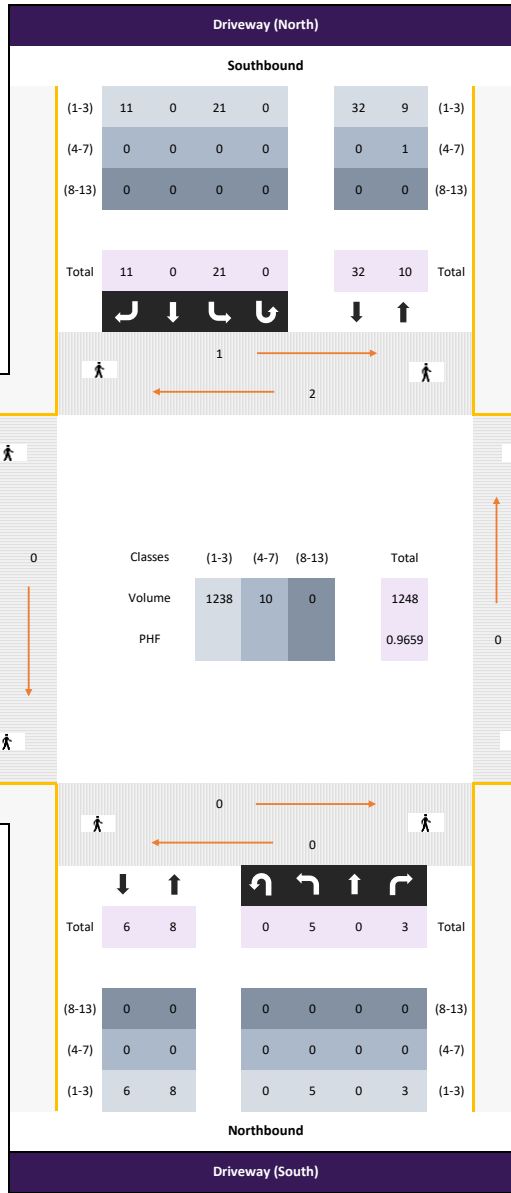 Driveway (North)
Southbound
(1-3) 11 0 21 0 32 9 (1-3)
(4-7) 0 0 0 0 0 1 (4-7)
(8-13) 0 0 0 0 0 0 (8-13)
Total 11 0 21 0 32 10 Total
1
2
0
Classes (1-3) (4-7) (8-13) Total
Volume 1238 10 0 1248
PHF 0.9659
0
0
0
Total 6 8 0 5 0 3 Total
(8-13) 0 0 0 0 0 0 (8-13)
(4-7) 0 0 0 0 0 0 (4-7)
(1-3) 6 8 0 5 0 3 (1-3)
Northbound
Driveway (South)